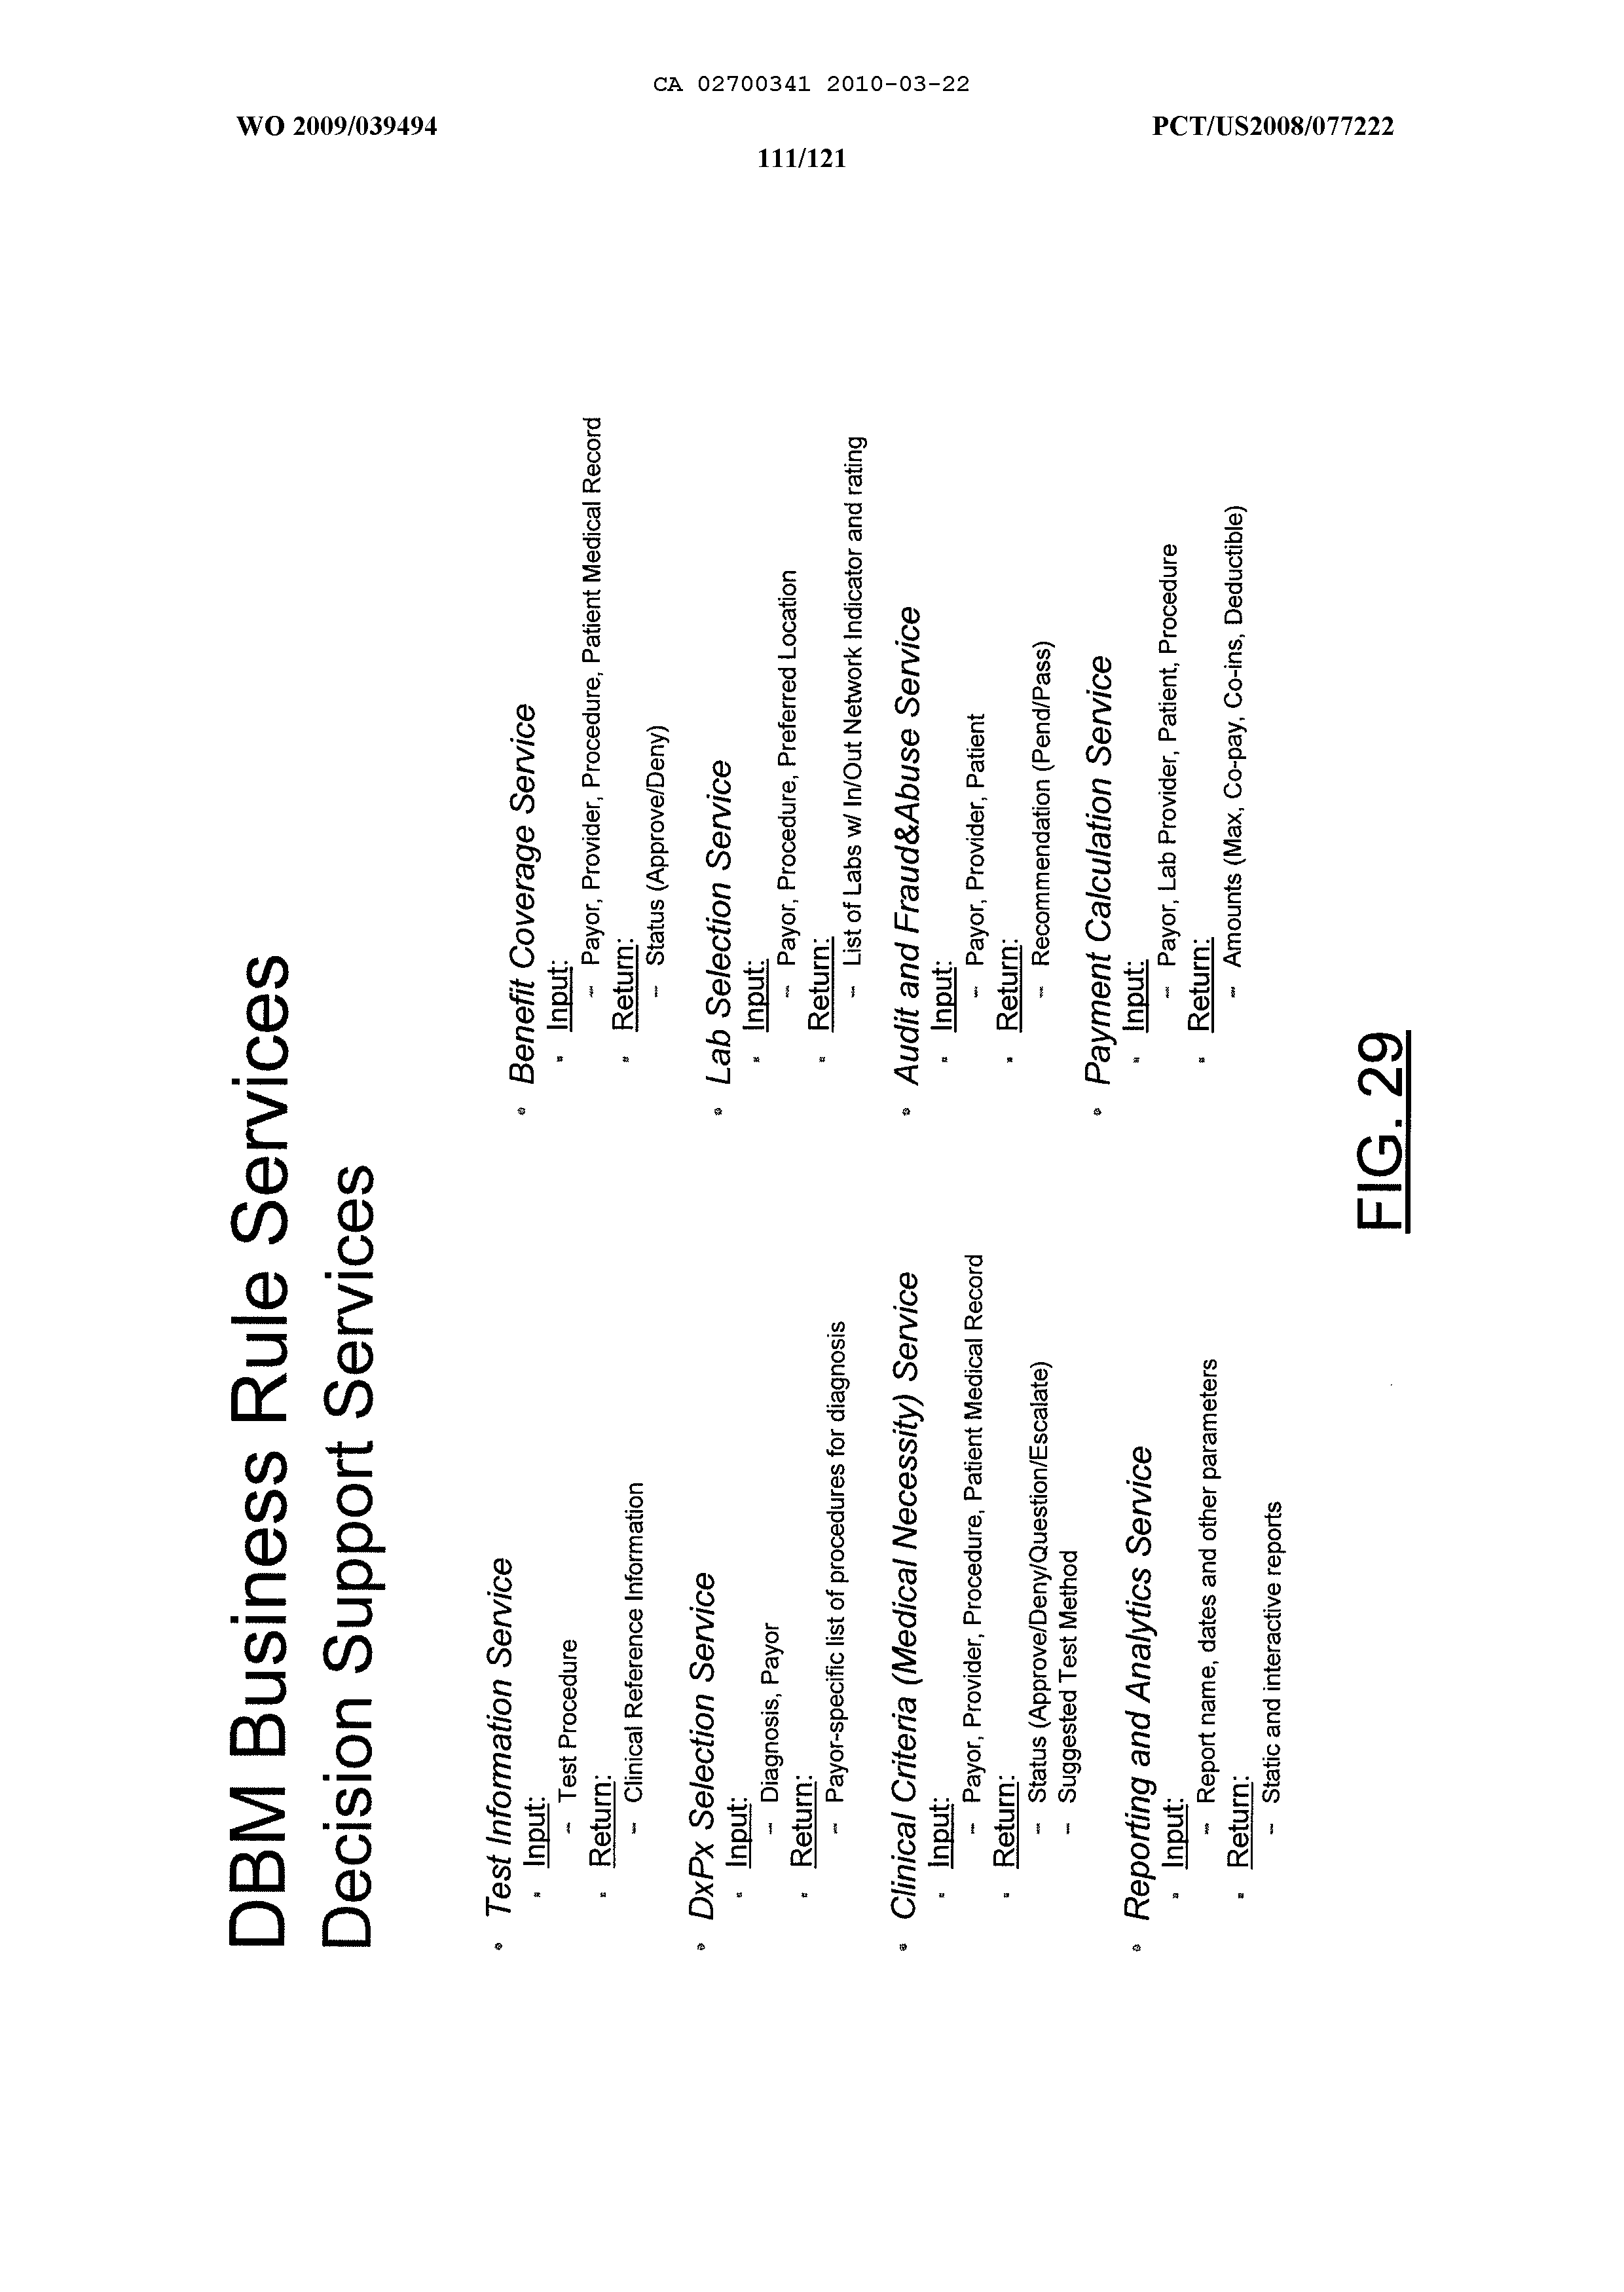 CA 02700341 2010-03-22
WO 2009/039494
PCT/US2008/077222
111/121
DBM Business Rule Services
Decision Support Services
• Test Information Service
▪ Input:
– Test Procedure
▪ Return:
– Clinical Reference Information
• DxPx Selection Service
▪ Input:
– Diagnosis, Payor
▪ Return:
– Payor-specific list of procedures for diagnosis
• Clinical Criteria (Medical Necessity) Service
▪ Input:
– Payor, Provider, Procedure, Patient Medical Record
▪ Return:
– Status (Approve/Deny/Question/Escalate)
– Suggested Test Method
• Reporting and Analytics Service
▪ Input:
– Report name, dates and other parameters
▪ Return:
– Static and interactive reports
• Benefit Coverage Service
▪ Input:
– Payor, Provider, Procedure, Patient Medical Record
▪ Return:
– Status (Approve/Deny)
• Lab Selection Service
▪ Input:
– Payor, Procedure, Preferred Location
▪ Return:
– List of Labs w/ In/Out Network Indicator and rating
• Audit and Fraud&Abuse Service
▪ Input:
– Payor, Provider, Patient
▪ Return:
– Recommendation (Pend/Pass)
• Payment Calculation Service
▪ Input:
– Payor, Lab Provider, Patient, Procedure
▪ Return:
– Amounts (Max, Co-pay, Co-ins, Deductible)
FIG. 29